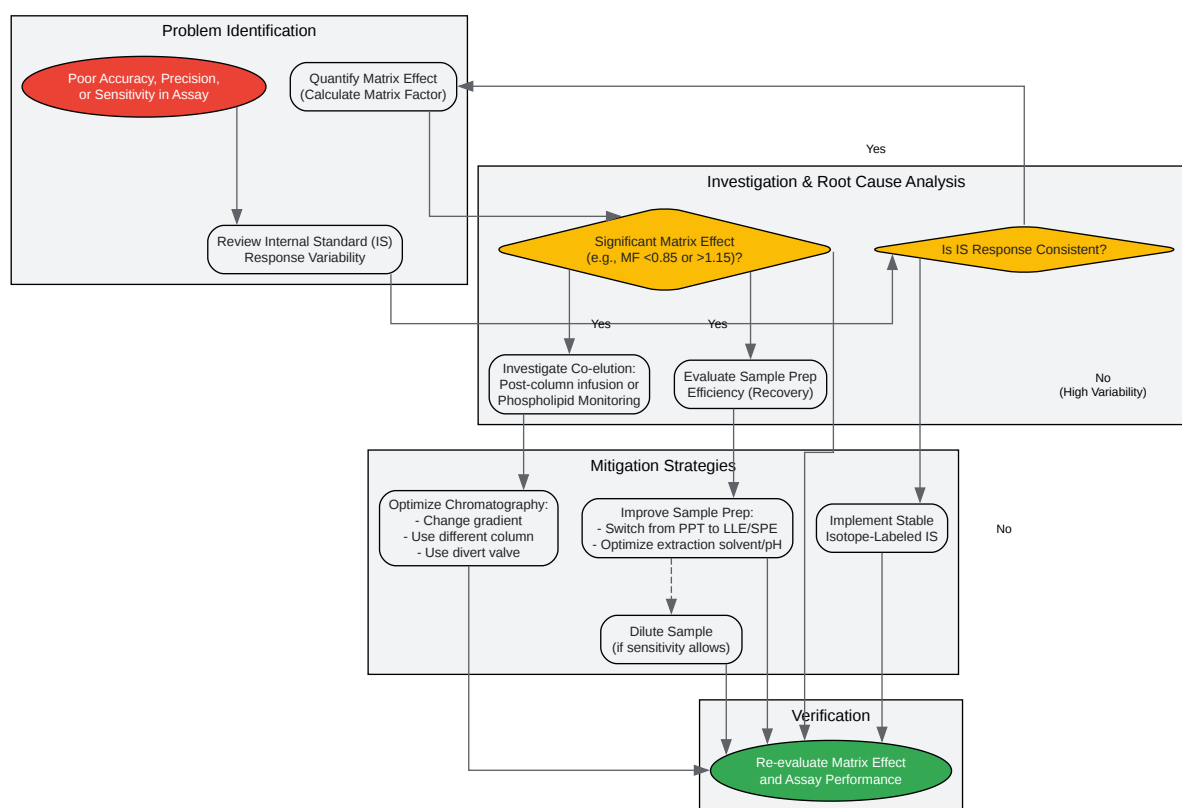 Problem Identification
Poor Accuracy, Precision,
or Sensitivity in Assay
Quantify Matrix Effect
(Calculate Matrix Factor)
Yes
Investigation & Root Cause Analysis
Review Internal Standard (IS)
Response Variability
Significant Matrix Effect
(e.g., MF <0.85 or >1.15)?
Is IS Response Consistent?
Yes
Yes
Investigate Co-elution:
Post-column infusion or
Phospholipid Monitoring
Evaluate Sample Prep
Efficiency (Recovery)
No
(High Variability)
Mitigation Strategies
Optimize Chromatography:
- Change gradient
- Use different column
- Use divert valve
Improve Sample Prep:
- Switch from PPT to LLE/SPE
- Optimize extraction solvent/pH
Implement Stable
Isotope-Labeled IS
No
Dilute Sample
(if sensitivity allows)
Verification
Re-evaluate Matrix Effect
and Assay Performance